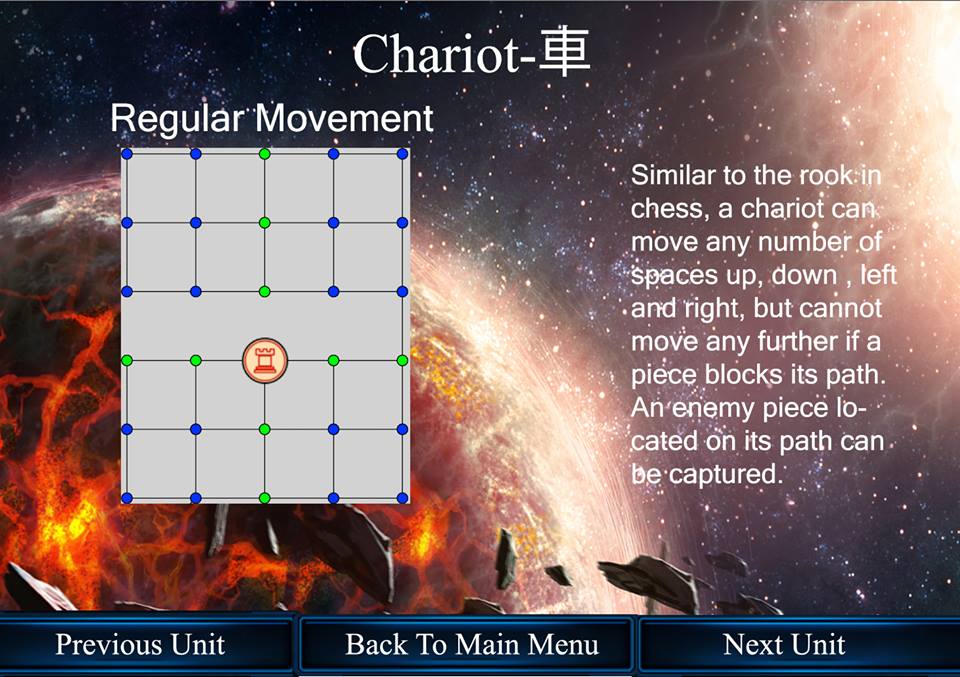 Chariot-車
Regular Movement
Similar to the rook in
chess, a chariot can
move any number of
spaces up, down , left
and right, but cannot
move any further if a
piece blocks its path.
An enemy piece lo-
cated on its path can
be captured.
Previous Unit
Back To Main Menu
Next Unit